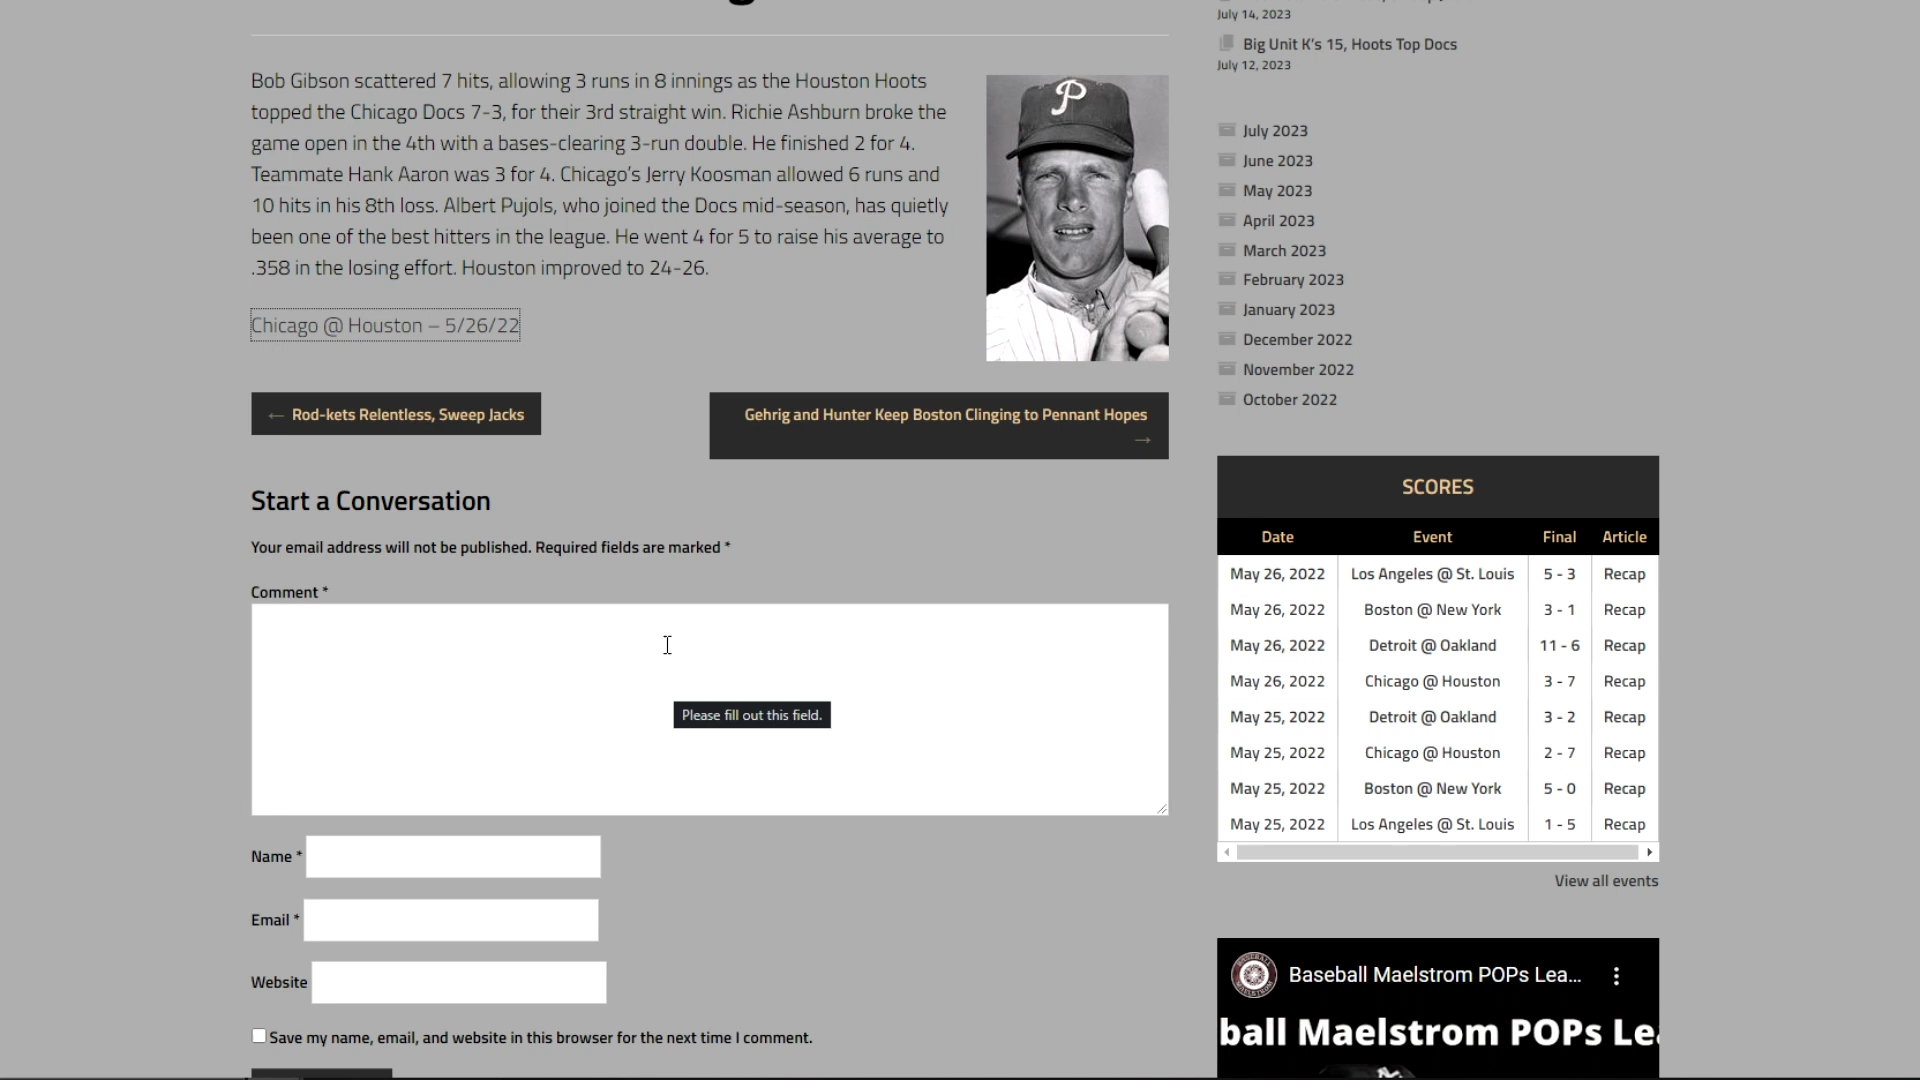 July 14, 2023
Big Unit K's 15, Hoots Top Docs
July 12, 2023
Bob Gibson scattered 7 hits, allowing 3 runs in 8 innings as the Houston Hoots
topped the Chicago Docs 7-3, for their 3rd straight win. Richie Ashburn broke the
game open in the 4th with a bases-clearing 3-run double. He finished 2 for 4.
Teammate Hank Aaron was 3 for 4. Chicago's Jerry Koosman allowed 6 runs and
10 hits in his 8th loss. Albert Pujols, who joined the Docs mid-season, has quietly
been one of the best hitters in the league. He went 4 for 5 to raise his average to
.358 in the losing effort. Houston improved to 24-26.
P
Chicago @ Houston – 5/26/22
← Rod-kets Relentless, Sweep Jacks
Gehrig and Hunter Keep Boston Clinging to Pennant Hopes
→
Start a Conversation
Your email address will not be published. Required fields are marked *
Comment *
Please fill out this field.
Name *
Email *
Website
Save my name, email, and website in this browser for the next time I comment.
July 2023
June 2023
May 2023
April 2023
March 2023
February 2023
January 2023
December 2022
November 2022
October 2022
SCORES
Date Event Final Article
May 26, 2022 Los Angeles @ St. Louis 5 - 3 Recap
May 26, 2022 Boston @ New York 3 - 1 Recap
May 26, 2022 Detroit @ Oakland 11 - 6 Recap
May 26, 2022 Chicago @ Houston 3 - 7 Recap
May 25, 2022 Detroit @ Oakland 3 - 2 Recap
May 25, 2022 Chicago @ Houston 2 - 7 Recap
May 25, 2022 Boston @ New York 5 - 0 Recap
May 25, 2022 Los Angeles @ St. Louis 1 - 5 Recap
View all events
Baseball Maelstrom POPs Lea...
ball Maelstrom POPs Le